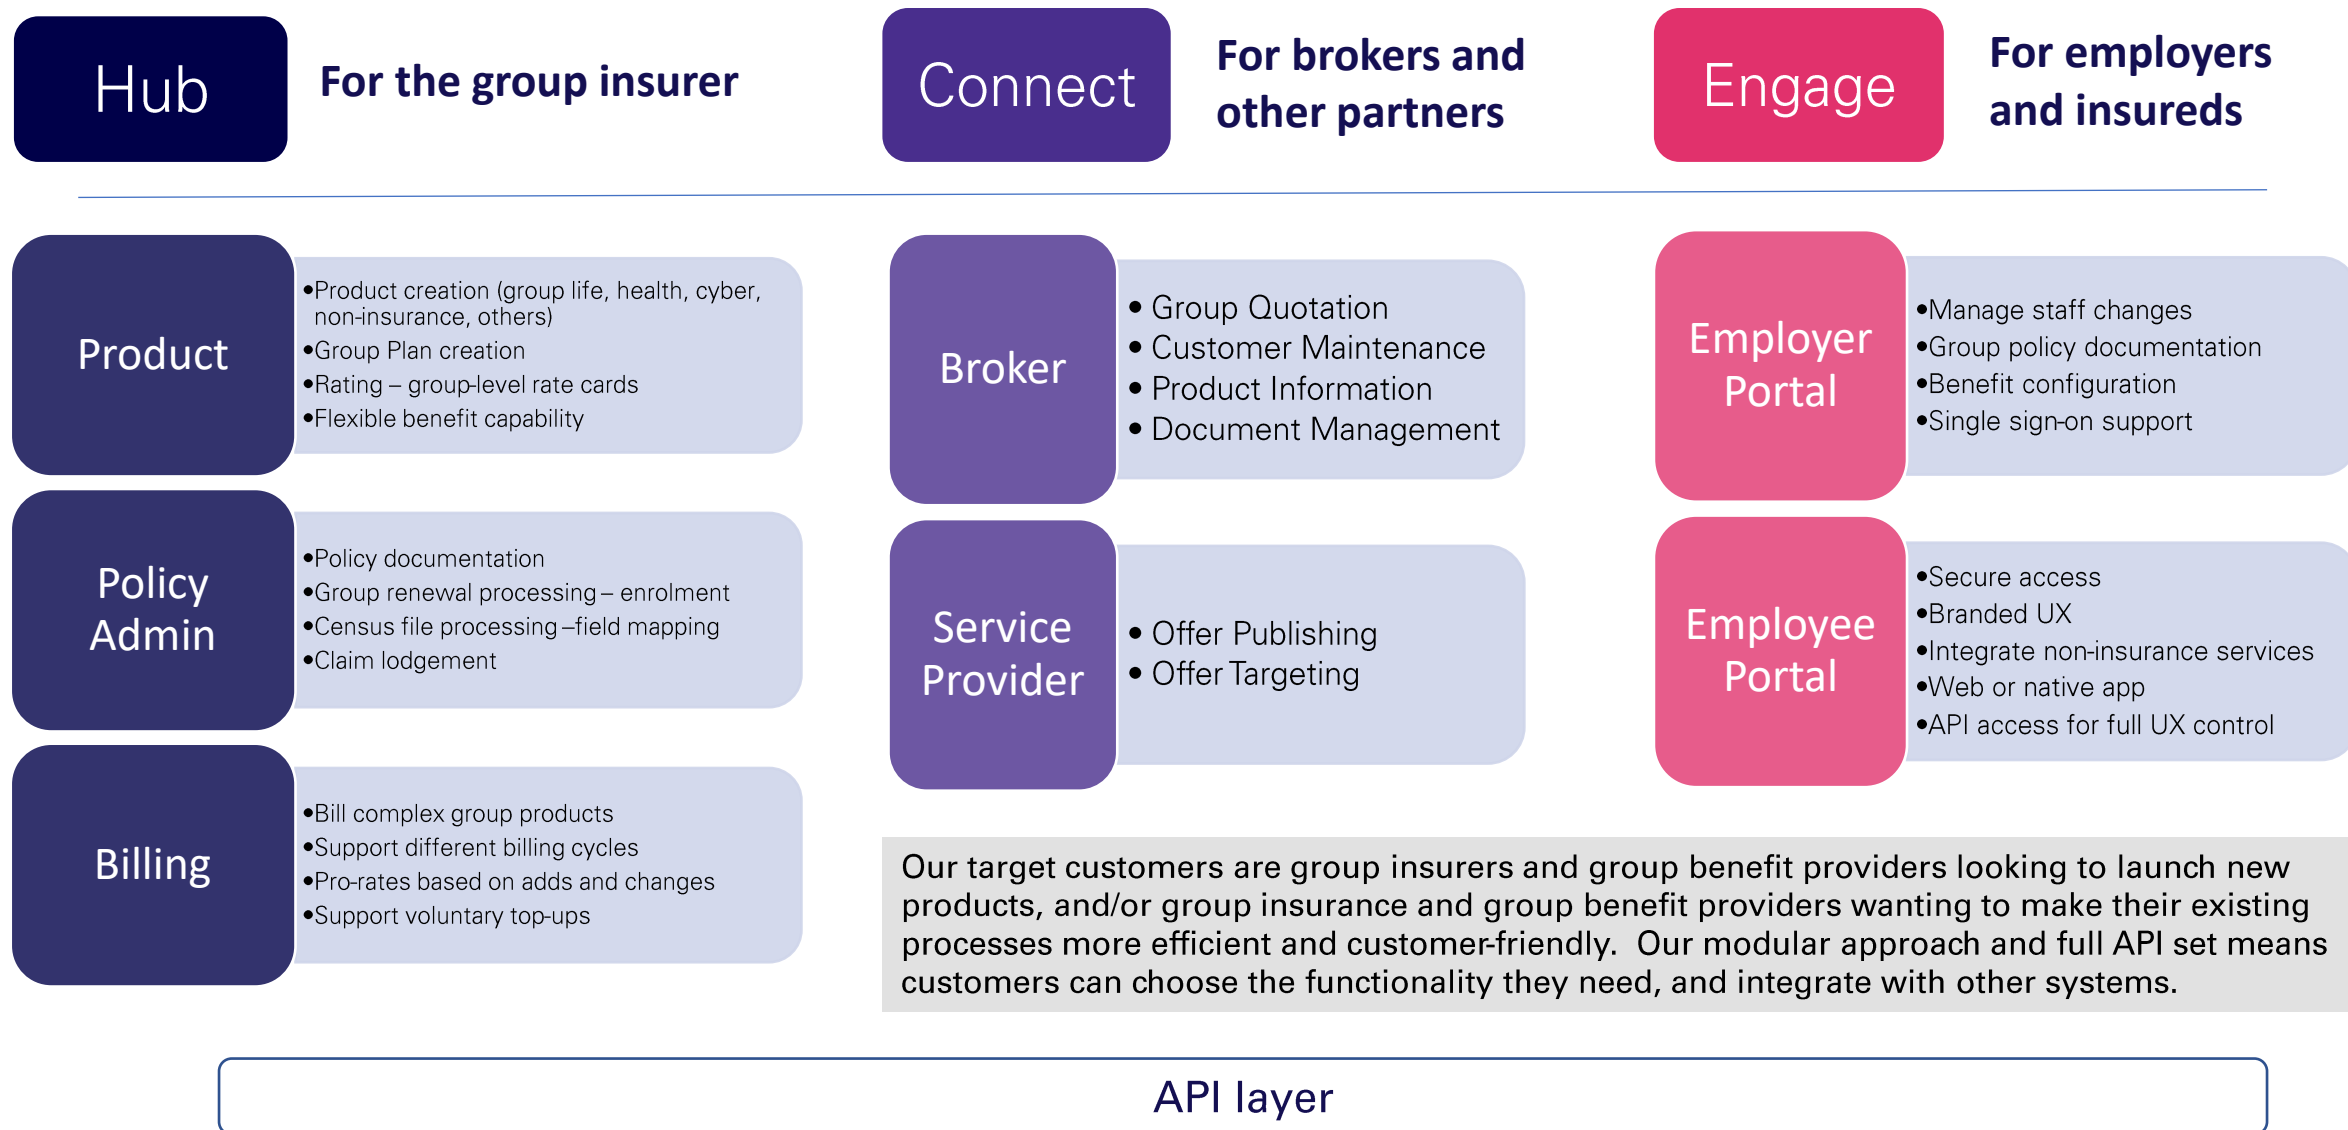 Hub
For the group insurer
Connect
For brokers and
other partners
Engage
For employers
and insureds
Product
•Product creation (group life, health, cyber,
non-insurance, others)
•Group Plan creation
•Rating – group-level rate cards
•Flexible benefit capability
Policy
Admin
•Policy documentation
•Group renewal processing – enrolment
•Census file processing –field mapping
•Claim lodgement
Billing
•Bill complex group products
•Support different billing cycles
•Pro-rates based on adds and changes
•Support voluntary top-ups
Broker
• Group Quotation
• Customer Maintenance
• Product Information
• Document Management
Service
Provider
• Offer Publishing
• Offer Targeting
Employer
Portal
•Manage staff changes
•Group policy documentation
•Benefit configuration
•Single sign-on support
Employee
Portal
•Secure access
•Branded UX
•Integrate non-insurance services
•Web or native app
•API access for full UX control
Our target customers are group insurers and group benefit providers looking to launch new
products, and/or group insurance and group benefit providers wanting to make their existing
processes more efficient and customer-friendly.  Our modular approach and full API set means
customers can choose the functionality they need, and integrate with other systems.
API layer